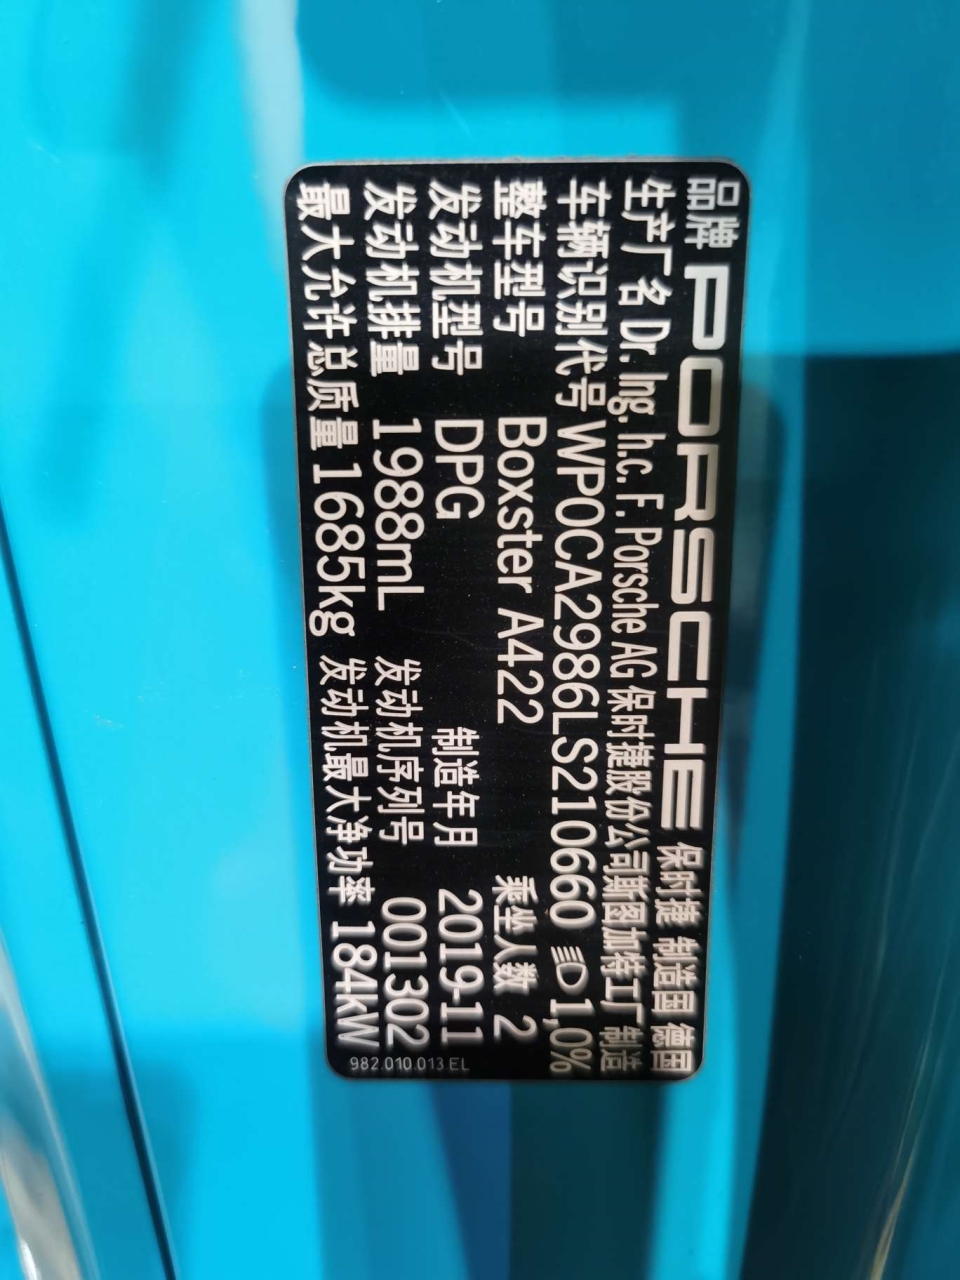 品牌 PORSCHE 保时捷 制造国 德国
生产厂名 Dr. Ing. h.c. F. Porsche AG 保时捷股份公司斯图加特工厂 制造
车辆识别代号 WP0CA2986LS210660 1,0%
整车型号 Boxster A422 乘坐人数 2
发动机型号 DPG 制造年月 2019-11
发动机排量 1988mL 发动机序列号 001302
最大允许总质量 1685kg 发动机最大净功率 184kW
982.010.013.EL